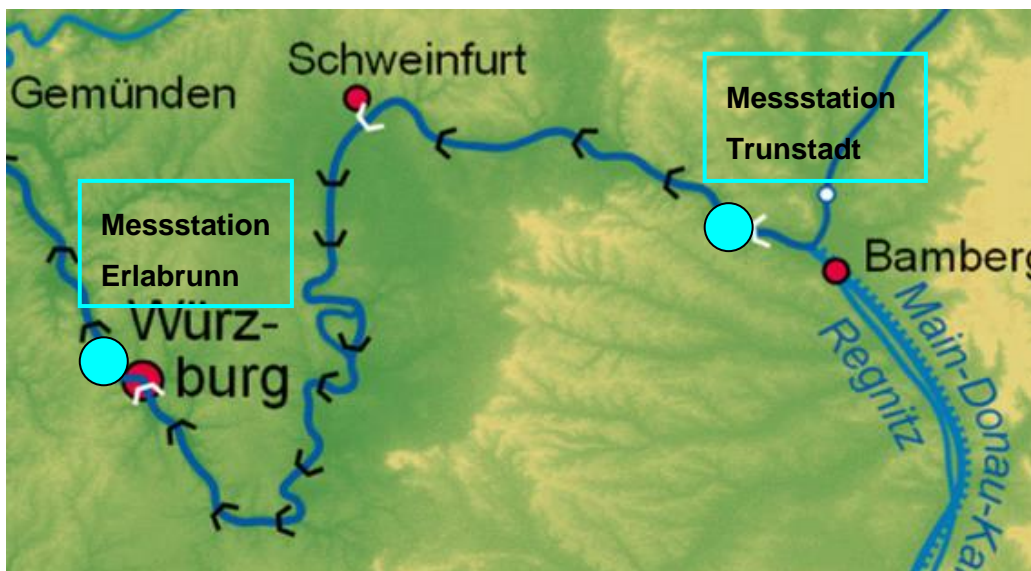 Schweinfurt
Gemünden
Messstation
Trunstadt
Messstation
Erlabrunn
Bamberg
Würz-
burg
Main-Donau-Ka
Regnitz